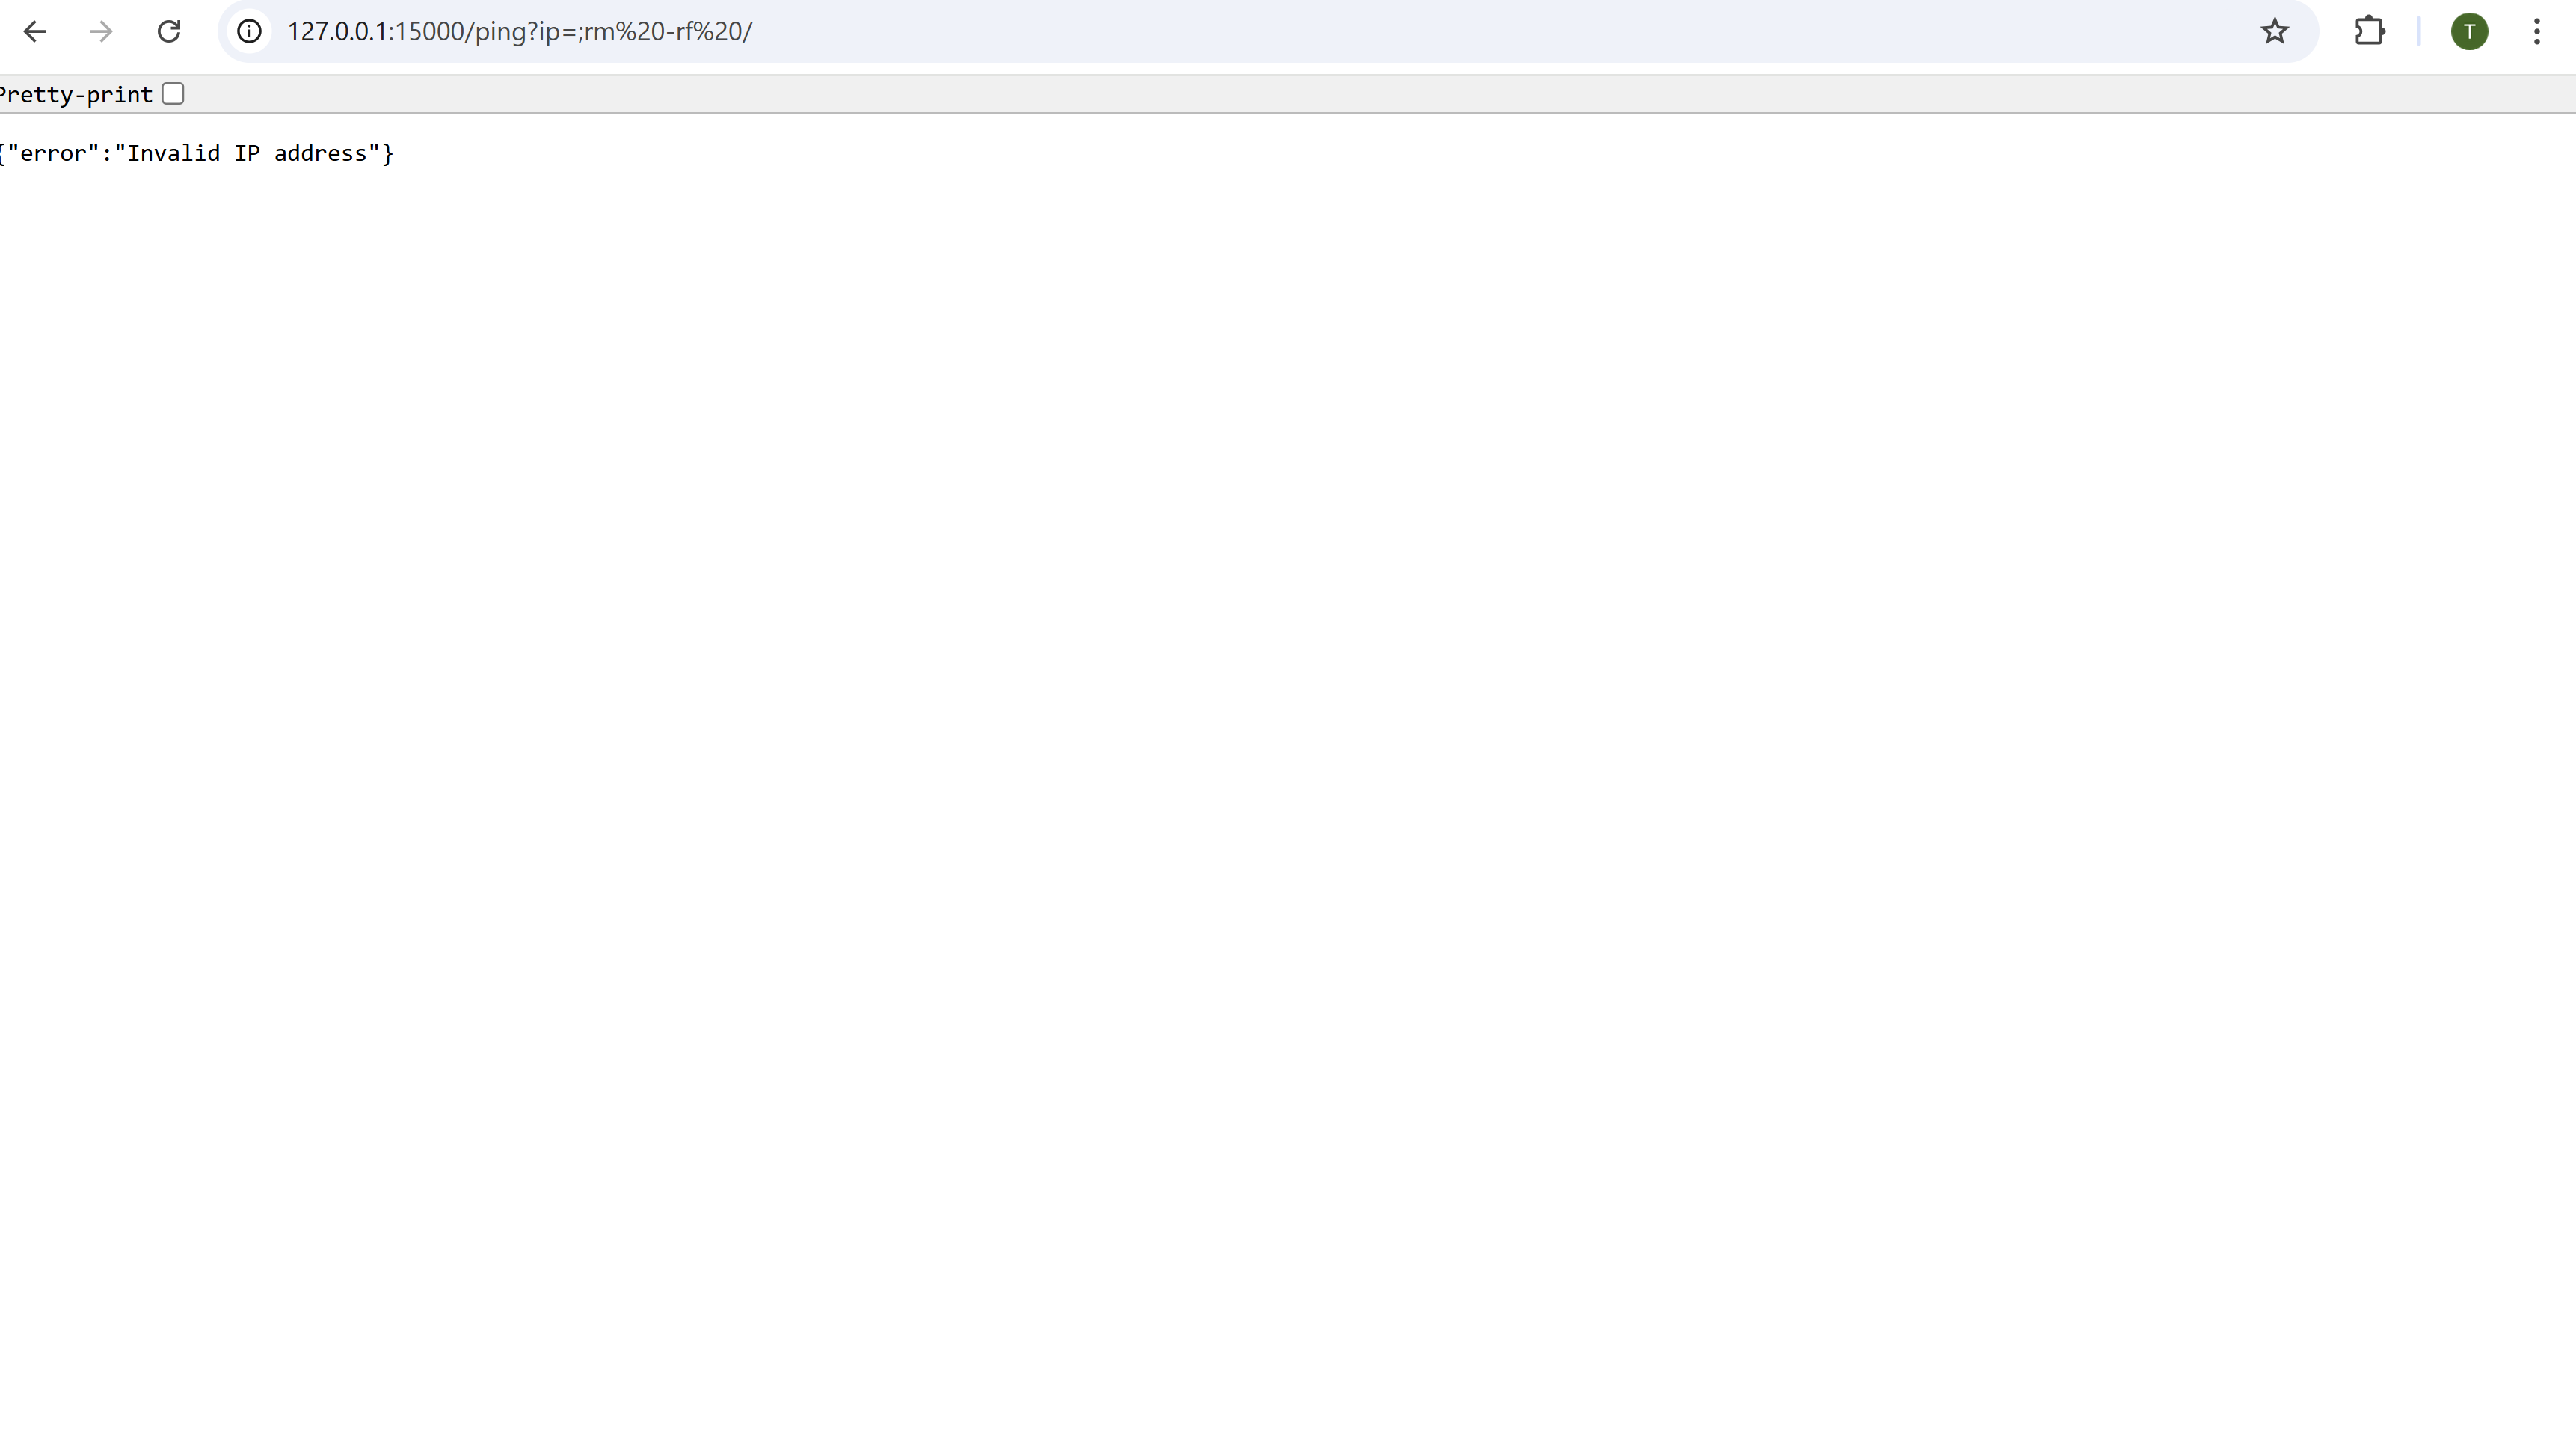 127.0.0.1:15000/ping?ip=;rm%20-rf%20/
T
Pretty-print
{"error":"Invalid IP address"}